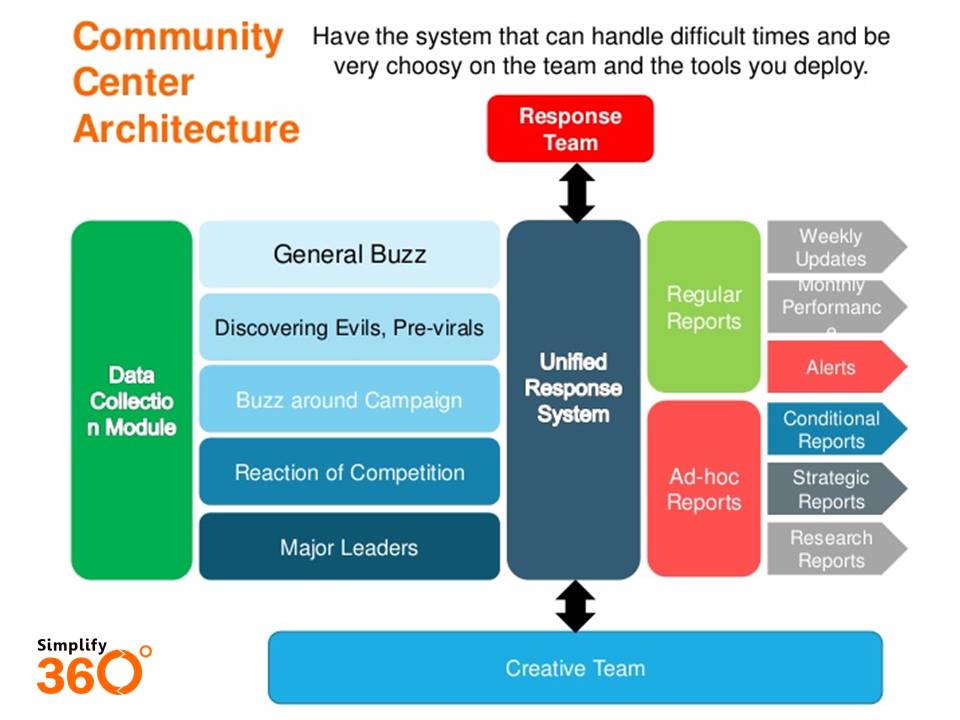 Community
Center
Architecture
Have the system that can handle difficult times and be
very choosy on the team and the tools you deploy.
Response
Team
Data
Collectio
n Module
General Buzz
Discovering Evils, Pre-virals
Buzz around Campaign
Reaction of Competition
Major Leaders
Unified
Response
System
Regular
Reports
Ad-hoc
Reports
Weekly
Updates
Monthly
Performanc
e
Alerts
Conditional
Reports
Strategic
Reports
Research
Reports
Creative Team
Simplify
360°